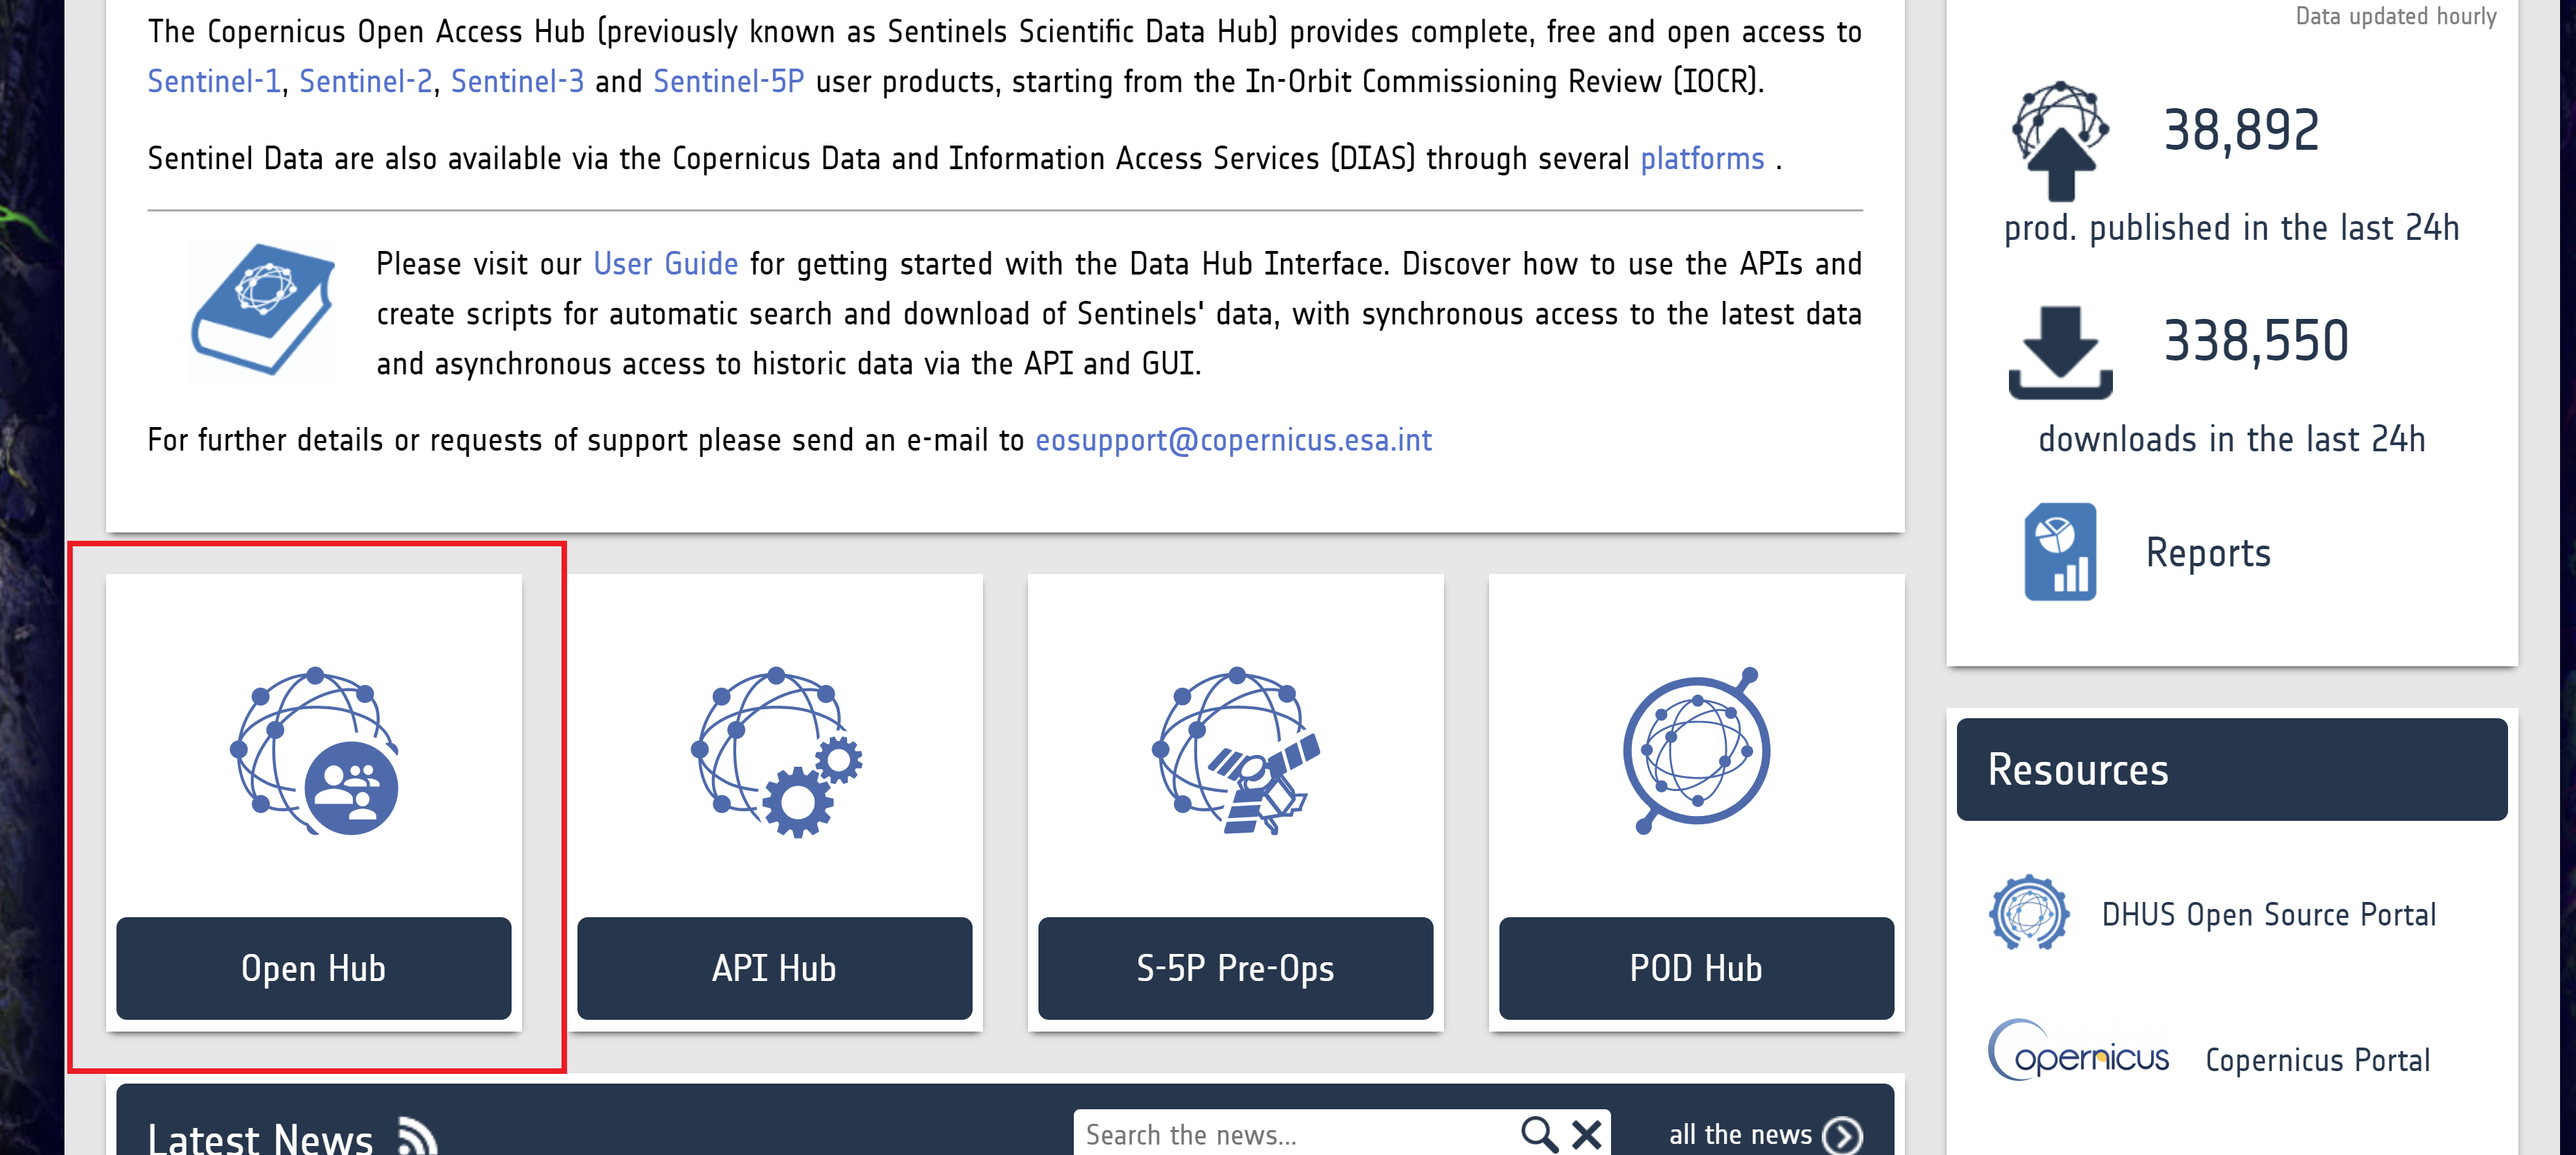 The Copernicus Open Access Hub (previously known as Sentinels Scientific Data Hub) provides complete, free and open access to
Sentinel-1, Sentinel-2, Sentinel-3 and Sentinel-5P user products, starting from the In-Orbit Commissioning Review (IOCR).
Sentinel Data are also available via the Copernicus Data and Information Access Services (DIAS) through several platforms .
Please visit our User Guide for getting started with the Data Hub Interface. Discover how to use the APIs and
create scripts for automatic search and download of Sentinels' data, with synchronous access to the latest data
and asynchronous access to historic data via the API and GUI.
For further details or requests of support please send an e-mail to eosupport@copernicus.esa.int
Open Hub
API Hub
S-5P Pre-Ops
POD Hub
Latest News
Search the news...
all the news
Data updated hourly
38,892
prod. published in the last 24h
338,550
downloads in the last 24h
Reports
Resources
DHUS Open Source Portal
Copernicus
Copernicus Portal